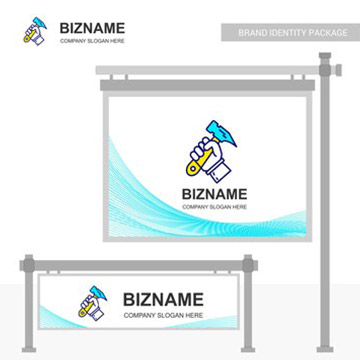 BIZNAME
COMPANY SLOGAN HERE
BRAND IDENTITY PACKAGE
BIZNAME
COMPANY SLOGAN HERE
BIZNAME
COMPANY SLOGAN HERE